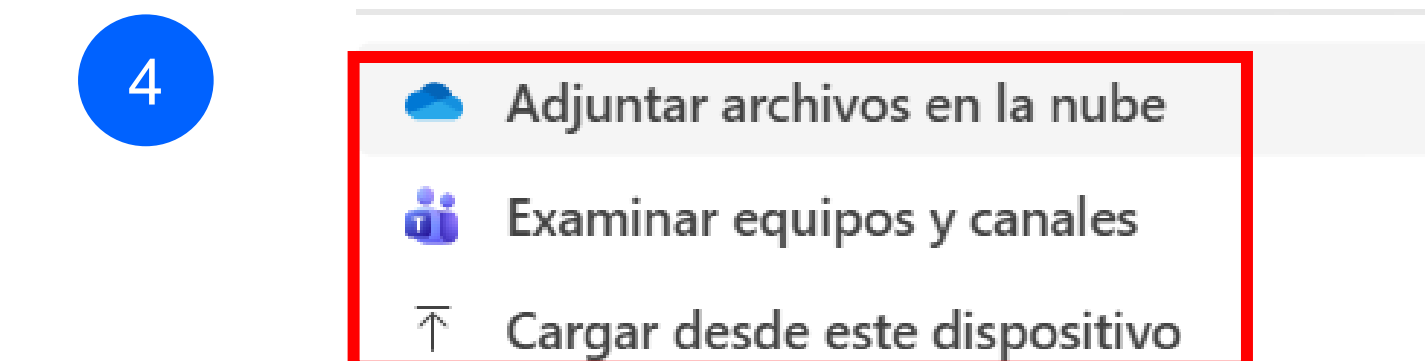 4
Adjuntar archivos en la nube
Examinar equipos y canales
Cargar desde este dispositivo